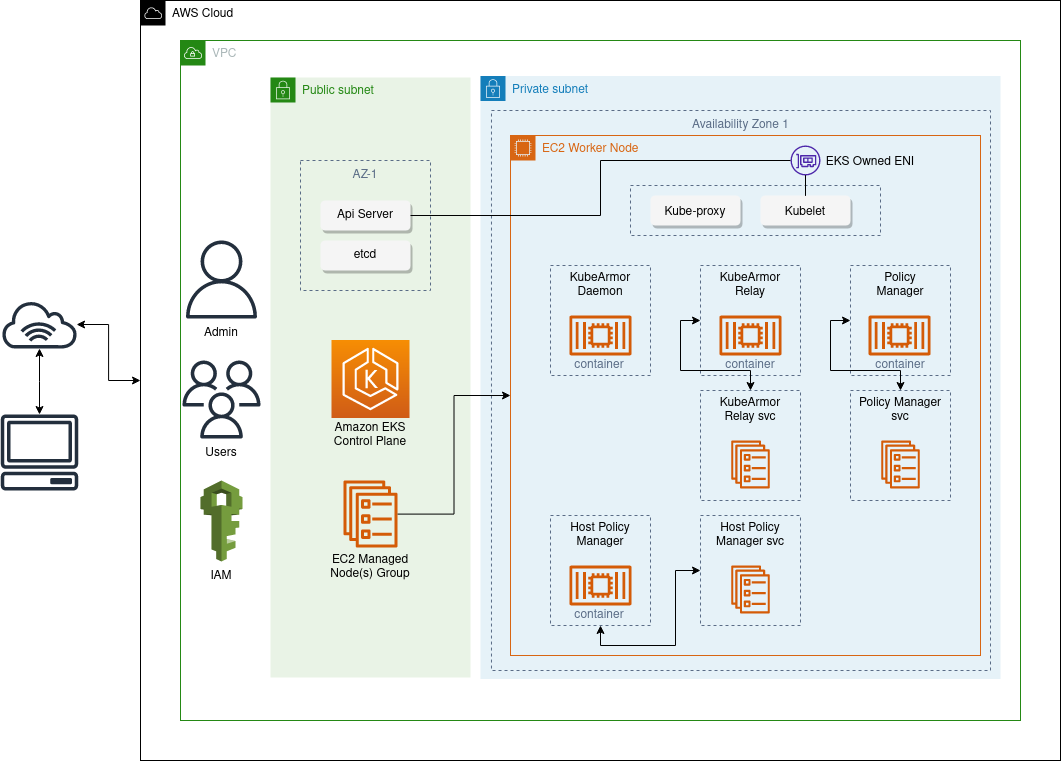 AWS Cloud
VPC
Public subnet
Private subnet
Availability Zone 1
EC2 Worker Node
EKS Owned ENI
AZ-1
Api Server
etcd
Kube-proxy
Kubelet
Admin
Users
IAM
Amazon EKS
Control Plane
EC2 Managed
Node(s) Group
KubeArmor
Daemon
container
KubeArmor
Relay
container
Policy
Manager
container
KubeArmor
Relay svc
Policy Manager
svc
Host Policy
Manager
container
Host Policy
Manager svc